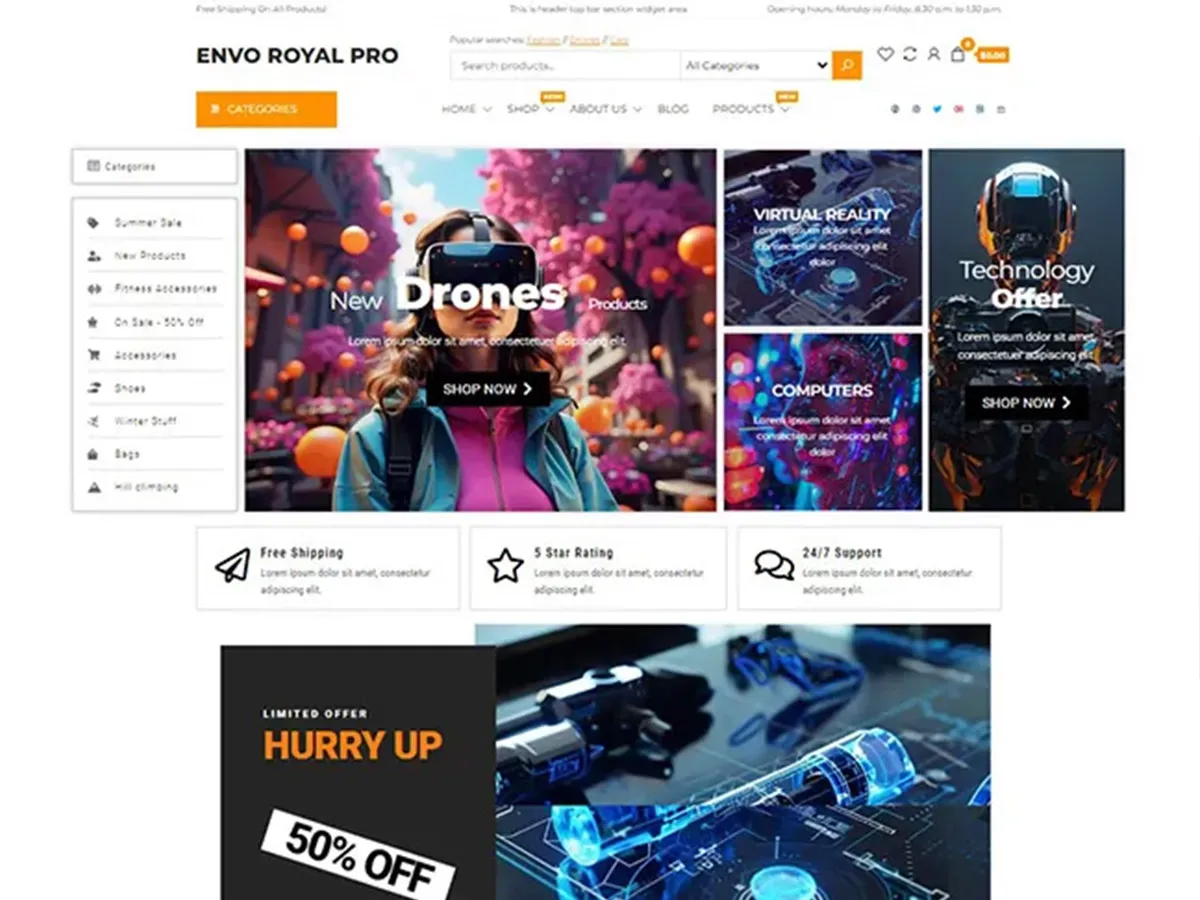 Free Shipping On All Products!
This is header top bar section widget area
Opening hours: Monday to Friday, 8.30 a.m. to 1.30 p.m.
ENVO ROYAL PRO
Popular searches: Fashion // Drones // Cars
Search products...
All Categories
0
$0.00
CATEGORIES
HOME
SHOP
ABOUT US
BLOG
PRODUCTS
NEW
Categories
Summer Sale
New Products
Fitness Accessories
On Sale - 50% Off
Accessories
Shoes
Winter Stuff
Bags
Hill climbing
New Drones Products
Lorem ipsum dolor sit amet, consectetuer adipiscing elit.
SHOP NOW
VIRTUAL REALITY
Lorem ipsum dolor sit amet
consectetur adipiscing elit
dolor
COMPUTERS
Lorem ipsum dolor sit amet
consectetur adipiscing elit
dolor
Technology
Offer
Lorem ipsum dolor sit amet,
consectetuer adipiscing elit
SHOP NOW
Free Shipping
Lorem ipsum dolor sit amet, consectetur
adipiscing elit.
5 Star Rating
Lorem ipsum dolor sit amet, consectetur
adipiscing elit.
24/7 Support
Lorem ipsum dolor sit amet, consectetur
adipiscing elit.
LIMITED OFFER
HURRY UP
50% OFF